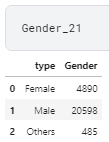 Gender_21
type Gender
0 Female 4890
1 Male 20598
2 Others 485